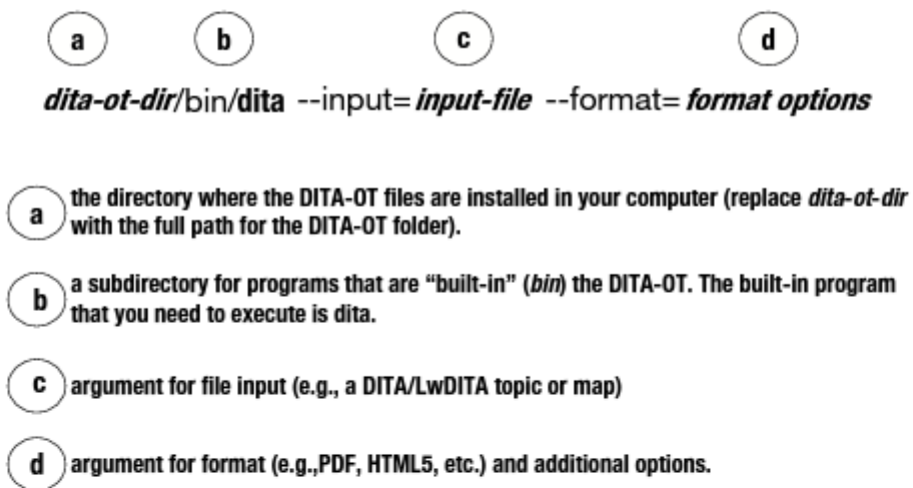 a b c d
dita-ot-dir/bin/dita --input=input-file --format=format options
a the directory where the DITA-OT files are installed in your computer (replace dita-ot-dir
with the full path for the DITA-OT folder).
b a subdirectory for programs that are “built-in” (bin) the DITA-OT. The built-in program
that you need to execute is dita.
c argument for file input (e.g., a DITA/LwDITA topic or map)
d argument for format (e.g.,PDF, HTML5, etc.) and additional options.